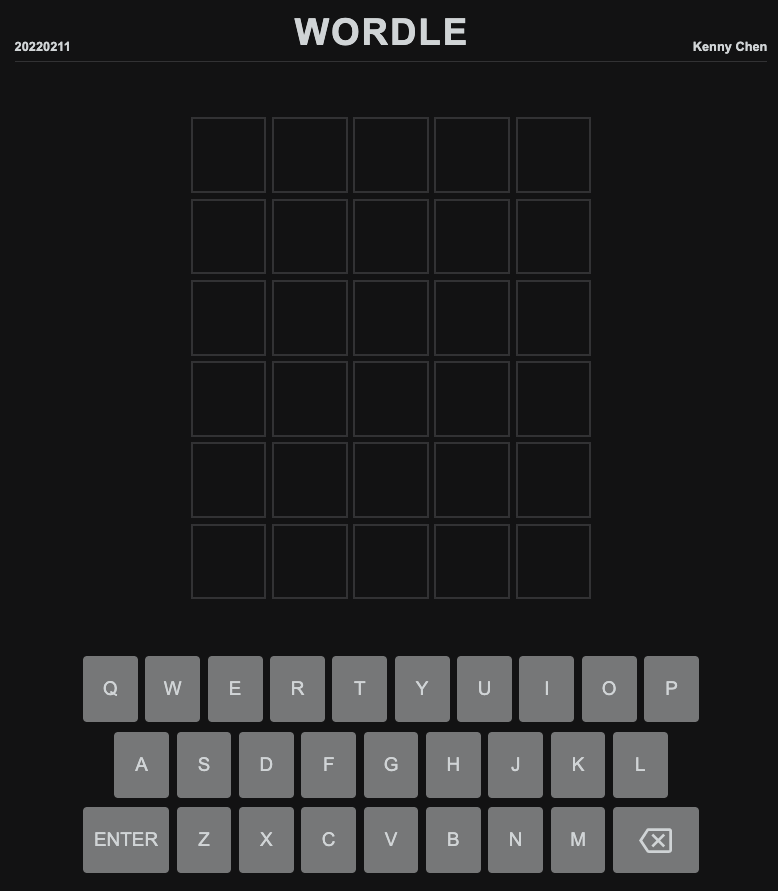 WORDLE
20220211 Kenny Chen
Q W E R T Y U I O P
A S D F G H J K L
ENTER Z X C V B N M